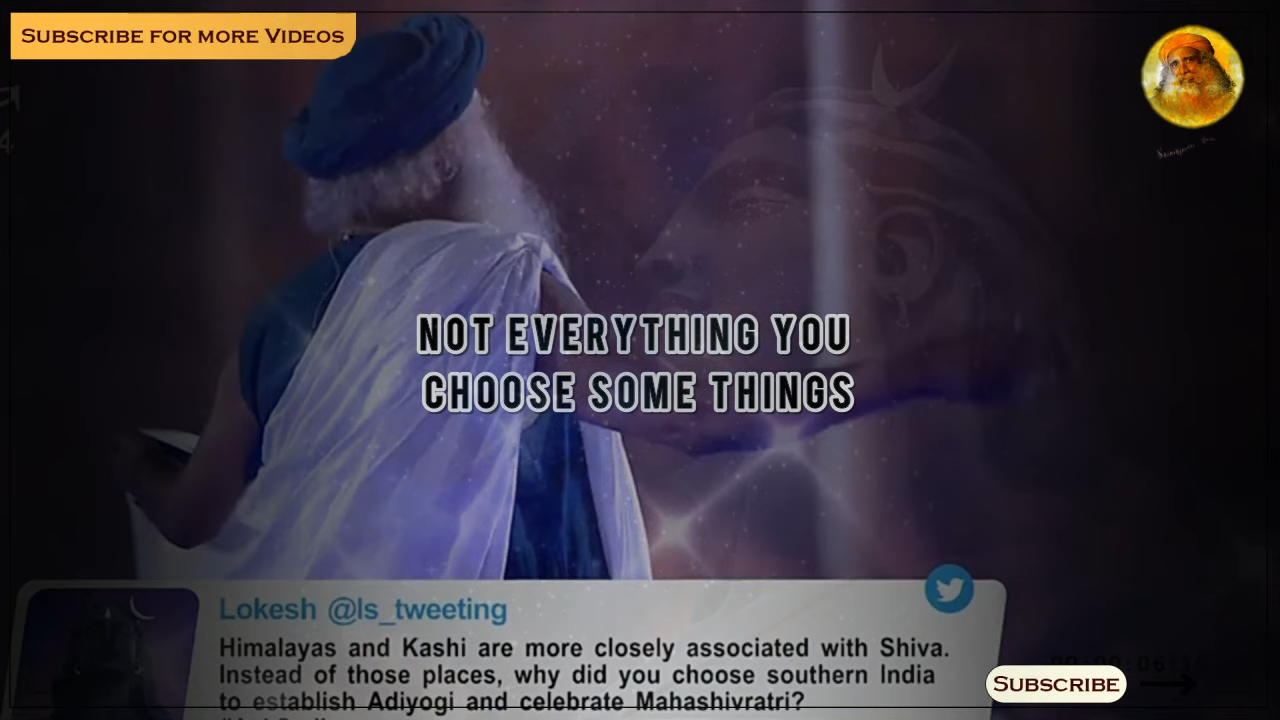 Subscribe for more Videos
NOT EVERYTHING YOU
CHOOSE SOME THINGS
Lokesh @ls_tweeting
Himalayas and Kashi are more closely associated with Shiva.
Instead of those places, why did you choose southern India
to establish Adiyogi and celebrate Mahashivratri?
Subscribe